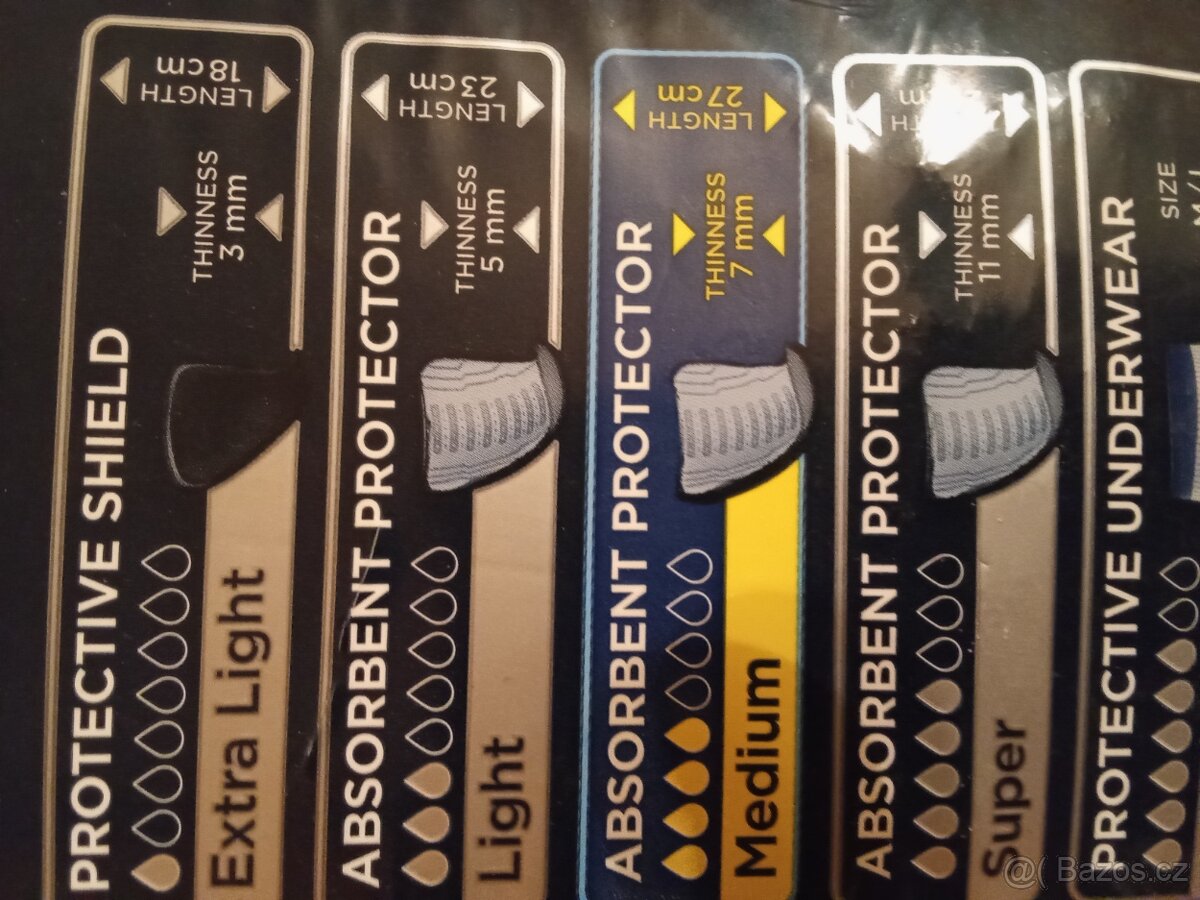 PROTECTIVE SHIELD
Extra Light
THINNESS
3 mm
LENGTH
18 cm
ABSORBENT PROTECTOR
Light
THINNESS
5 mm
LENGTH
23 cm
ABSORBENT PROTECTOR
Medium
THINNESS
7 mm
LENGTH
27 cm
ABSORBENT PROTECTOR
Super
THINNESS
11 mm
cm
PROTECTIVE UNDERWEAR
SIZE
Bazos.cz